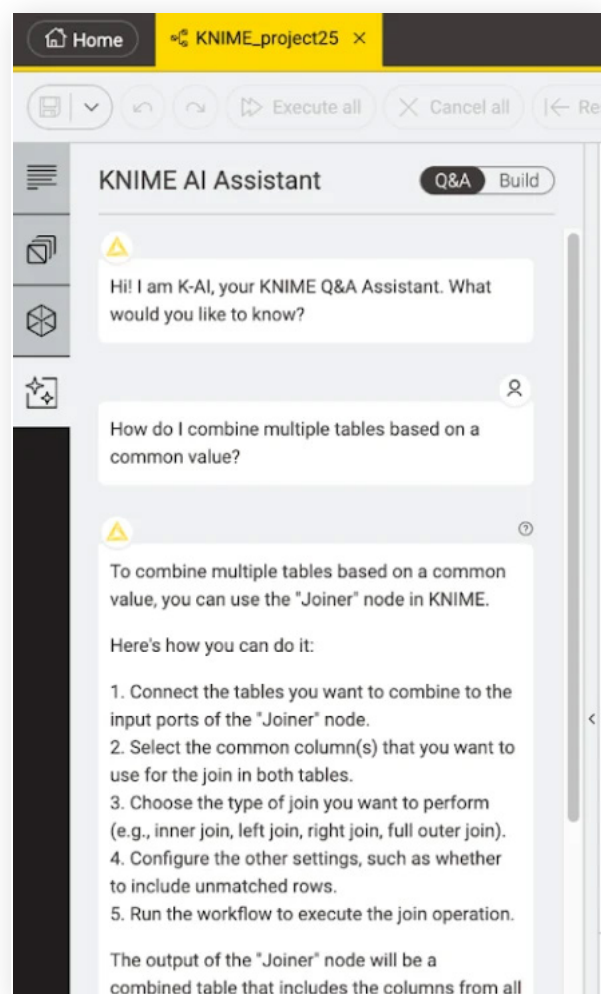 Home
KNIME_project25
Execute all
Cancel all
KNIME AI Assistant
Q&A
Build
Hi! I am K-AI, your KNIME Q&A Assistant. What
would you like to know?
How do I combine multiple tables based on a
common value?
To combine multiple tables based on a common
value, you can use the "Joiner" node in KNIME.
Here's how you can do it:
1. Connect the tables you want to combine to the
input ports of the "Joiner" node.
2. Select the common column(s) that you want to
use for the join in both tables.
3. Choose the type of join you want to perform
(e.g., inner join, left join, right join, full outer join).
4. Configure the other settings, such as whether
to include unmatched rows.
5. Run the workflow to execute the join operation.
The output of the "Joiner" node will be a
combined table that includes the columns from all